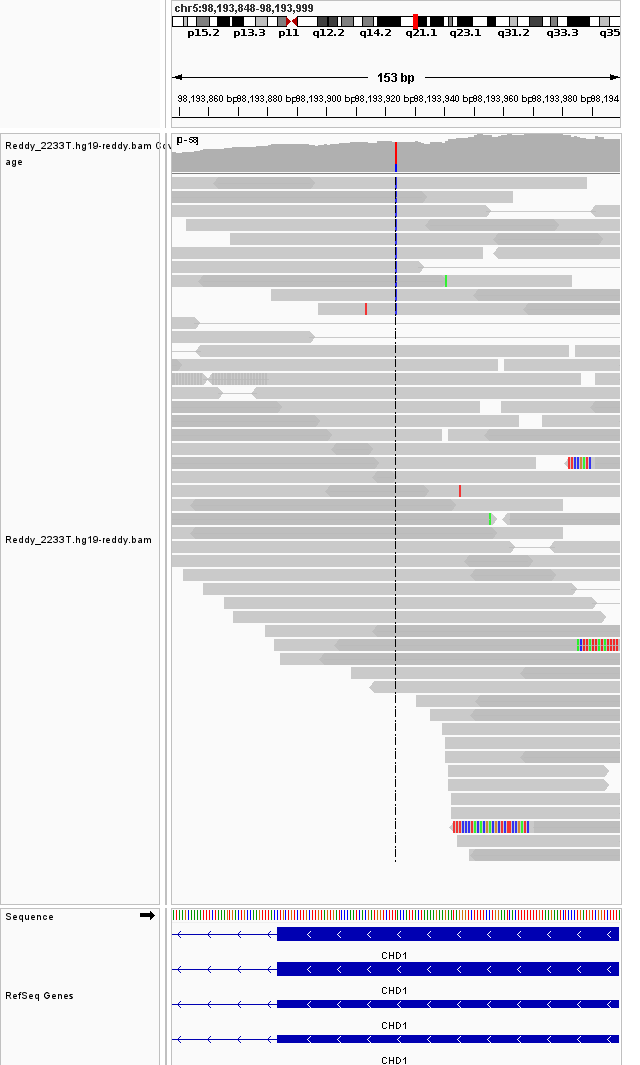 chr5:98,193,848-98,193,999
p15.2 p13.3 p11 q12.2 q14.2 q21.1 q23.1 q31.2 q33.3 q35
153 bp
98,193,860 bp 98,193,880 bp 98,193,900 bp 98,193,920 bp 98,193,940 bp 98,193,960 bp 98,193,980 bp 98,194
Reddy_2233T.hg19-reddy.bam Cov
age
Reddy_2233T.hg19-reddy.bam
Sequence
CHD1
CHD1
RefSeq Genes
CHD1
CHD1